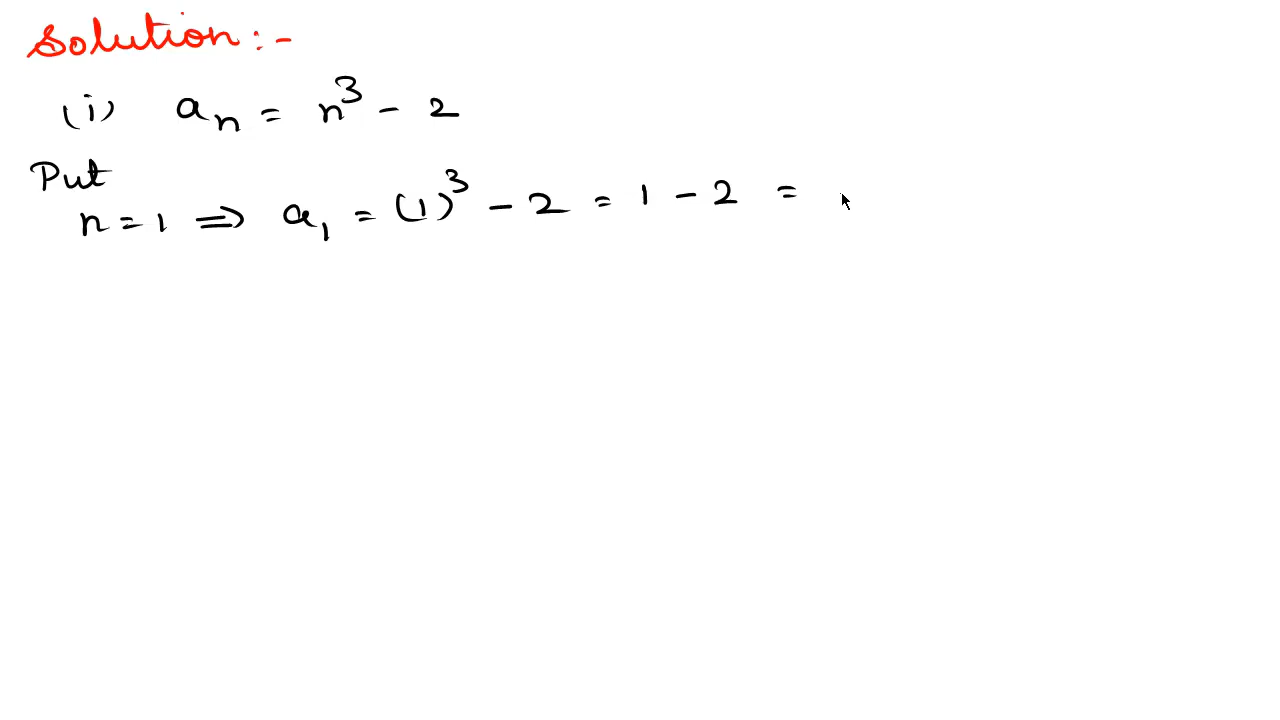 Solution :-
(i) aₙ = n³ - 2
Put
n = 1 ⇒ a₁ = (1)³ - 2 = 1 - 2 =